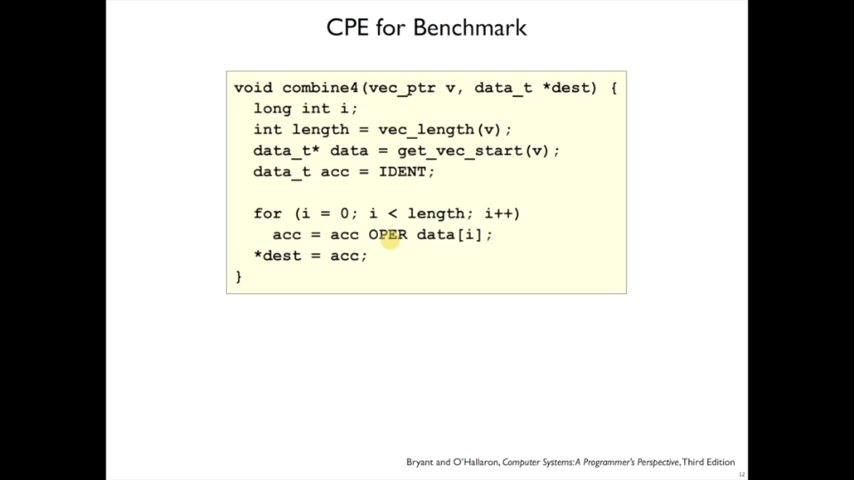 CPE for Benchmark
void combine4(vec_ptr v, data_t *dest) {
long int i;
int length = vec_length(v);
data_t* data = get_vec_start(v);
data_t acc = IDENT;
for (i = 0; i < length; i++)
acc = acc OPER data[i];
*dest = acc;
}
Bryant and O'Hallaron, Computer Systems: A Programmer's Perspective, Third Edition
12